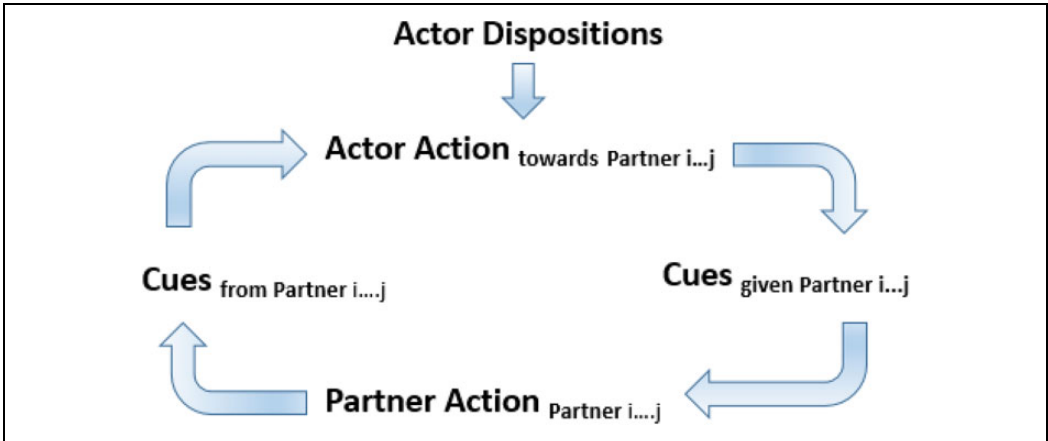 Actor Dispositions
Actor Action towards Partner i...j
Cues from Partner i....j
Cues given Partner i...j
Partner Action Partner i....j